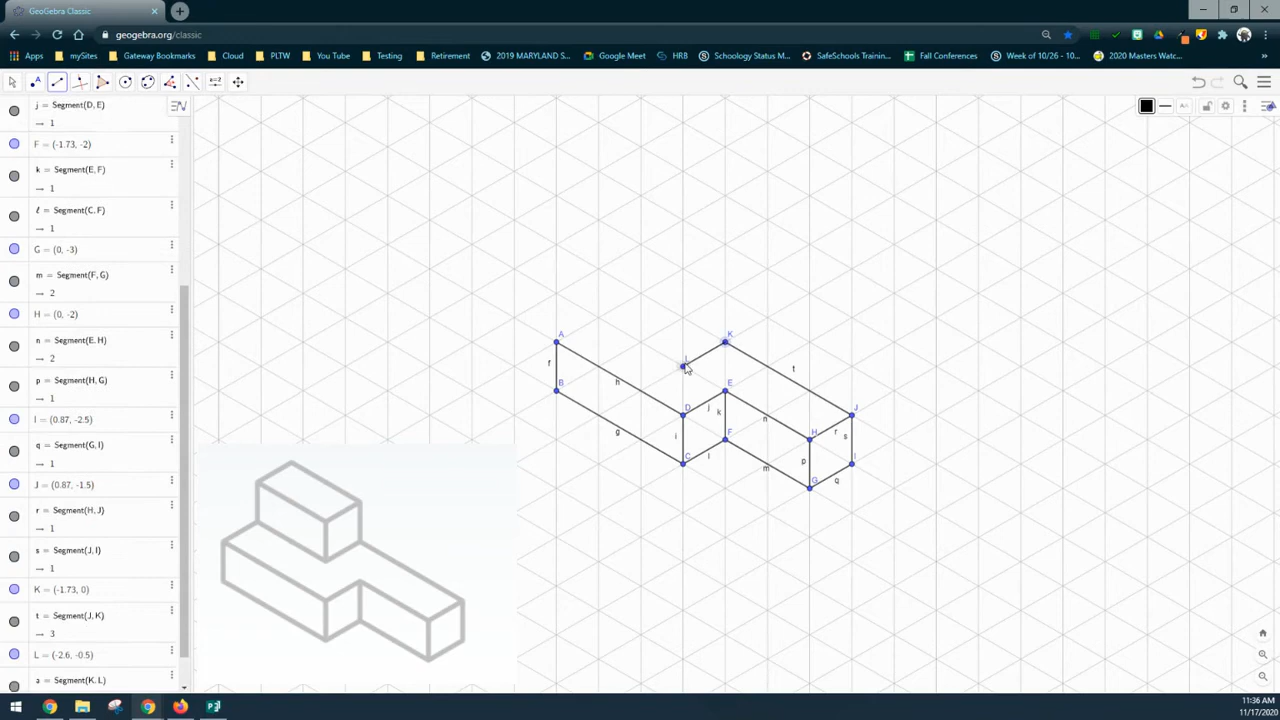 GeoGebra Classic
geogebra.org/classic
Apps
mySites
Gateway Bookmarks
Cloud
PLTW
You Tube
Testing
Retirement
2019 MARYLAND S...
Google Meet
HRB
Schoology Status M...
SafeSchools Trainin...
Fall Conferences
Week of 10/26 - 10...
2020 Masters Watc...
a=2
AA
j = Segment(D, E)
→ 1
F = (-1.73, -2)
k = Segment(E, F)
→ 1
ℓ = Segment(C, F)
→ 1
G = (0, -3)
m = Segment(F, G)
→ 2
H = (0, -2)
n = Segment(E, H)
→ 2
p = Segment(H, G)
→ 1
I = (0.87, -2.5)
q = Segment(G, I)
→ 1
J = (0.87, -1.5)
r = Segment(H, J)
→ 1
s = Segment(J, I)
→ 1
K = (-1.73, 0)
t = Segment(J, K)
→ 3
L = (-2.6, -0.5)
a = Segment(K, L)
A
K
f
L
t
B
h
E
D
j
k
n
J
g
i
F
H
r
s
C
l
m
p
I
G
q
11:36 AM
11/17/2020